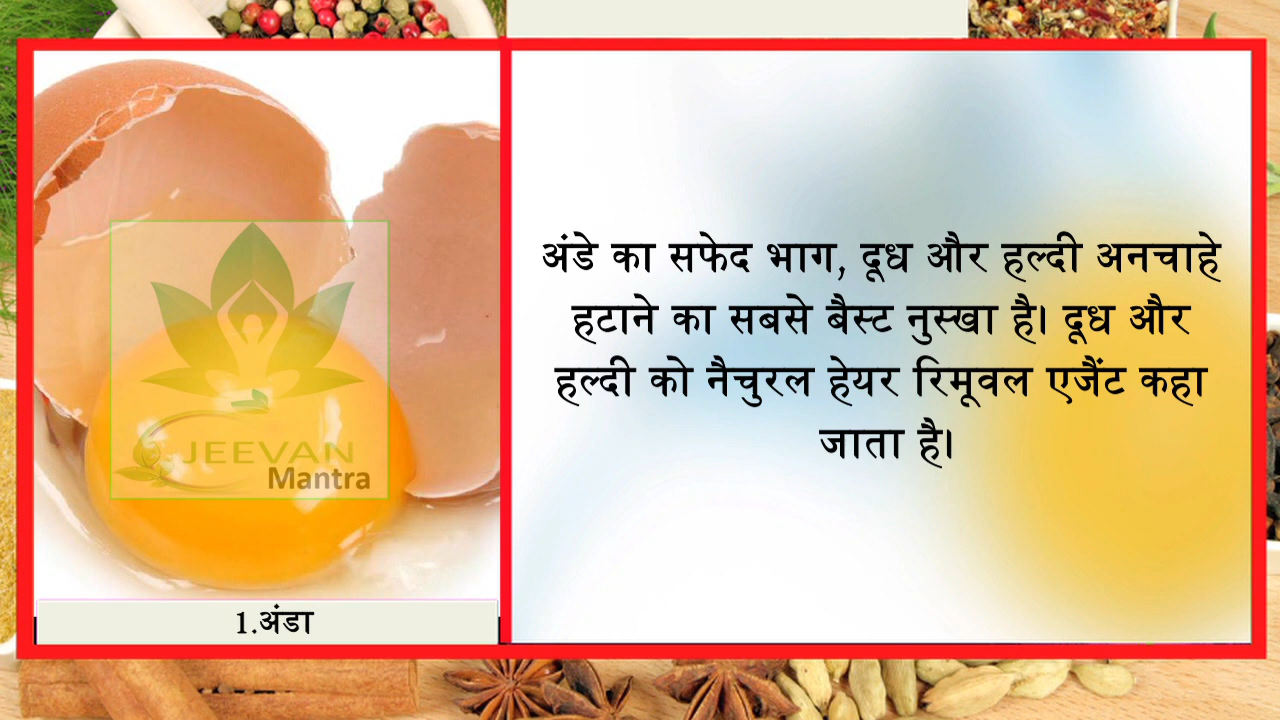 JEEVAN
Mantra
1.अंडा
अंडे का सफेद भाग, दूध और हल्दी अनचाहे
हटाने का सबसे बैस्ट नुस्खा है। दूध और
हल्दी को नैचुरल हेयर रिमूवल एजैंट कहा
जाता है।